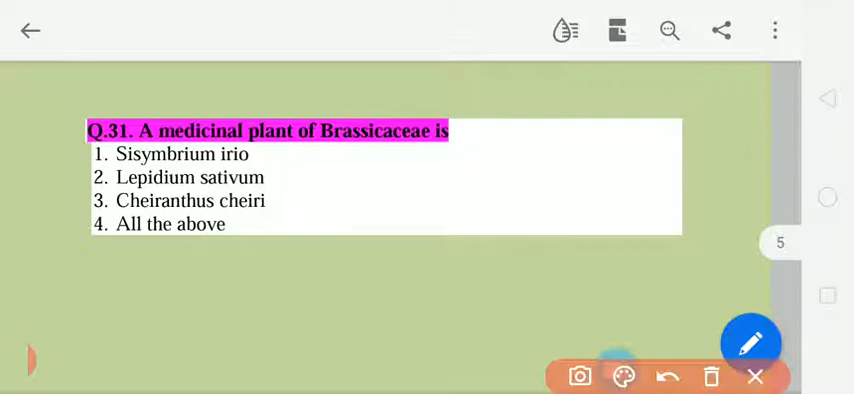 Q.31. A medicinal plant of Brassicaceae is
1. Sisymbrium irio
2. Lepidium sativum
3. Cheiranthus cheiri
4. All the above
5